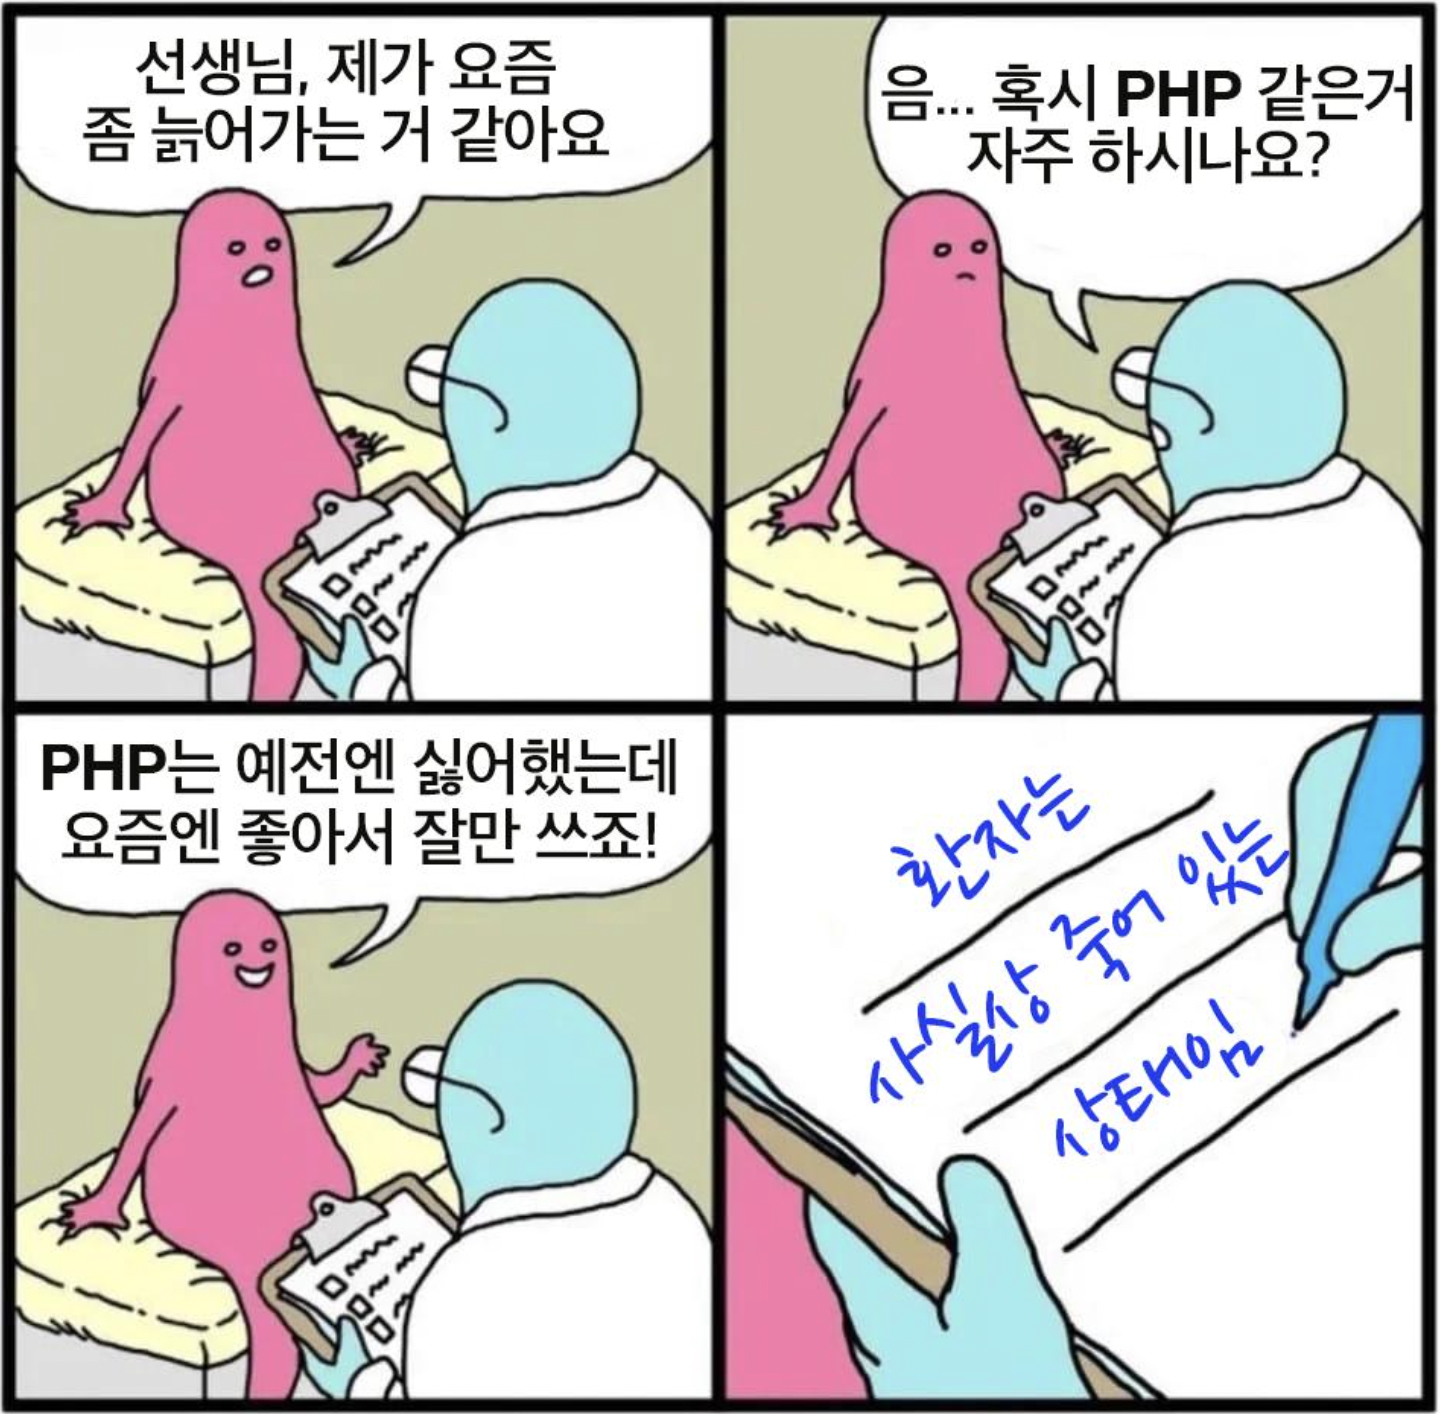 선생님, 제가 요즘
좀 늙어가는 거 같아요
음... 혹시 PHP 같은거
자주 하시나요?
PHP는 예전엔 싫어했는데
요즘엔 좋아서 잘만 쓰죠!
환자는
사실상 죽어 있는
상태임